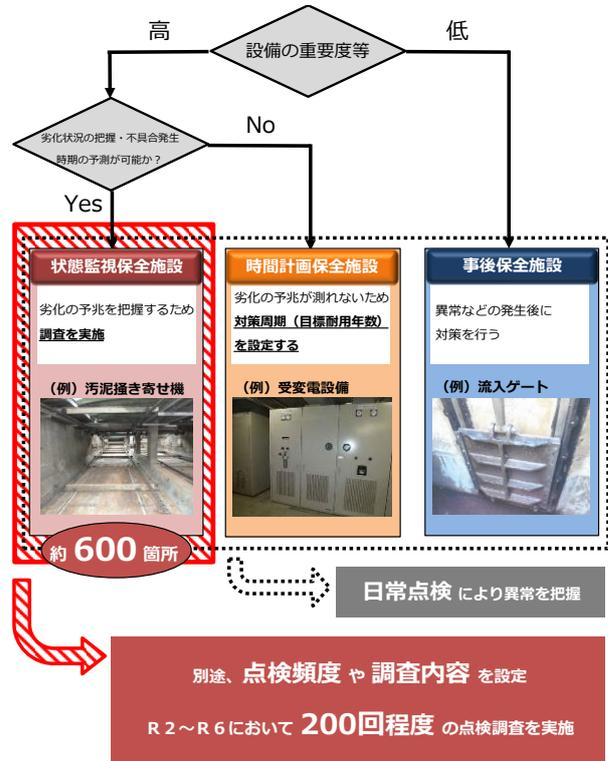 設備の重要度等
高
低
劣化状況の把握・不具合発生
時期の予測が可能か？
No
Yes
状態監視保全施設
劣化の予兆を把握するため
調査を実施
（例）汚泥掻き寄せ機
約 600 箇所
時間計画保全施設
劣化の予兆が測れないため
対策周期（目標耐用年数）
を設定する
（例）受変電設備
事後保全施設
異常などの発生後に
対策を行う
（例）流入ゲート
日常点検 により異常を把握
別途、点検頻度 や 調査内容 を設定
Ｒ２～Ｒ６において 200回程度 の点検調査を実施